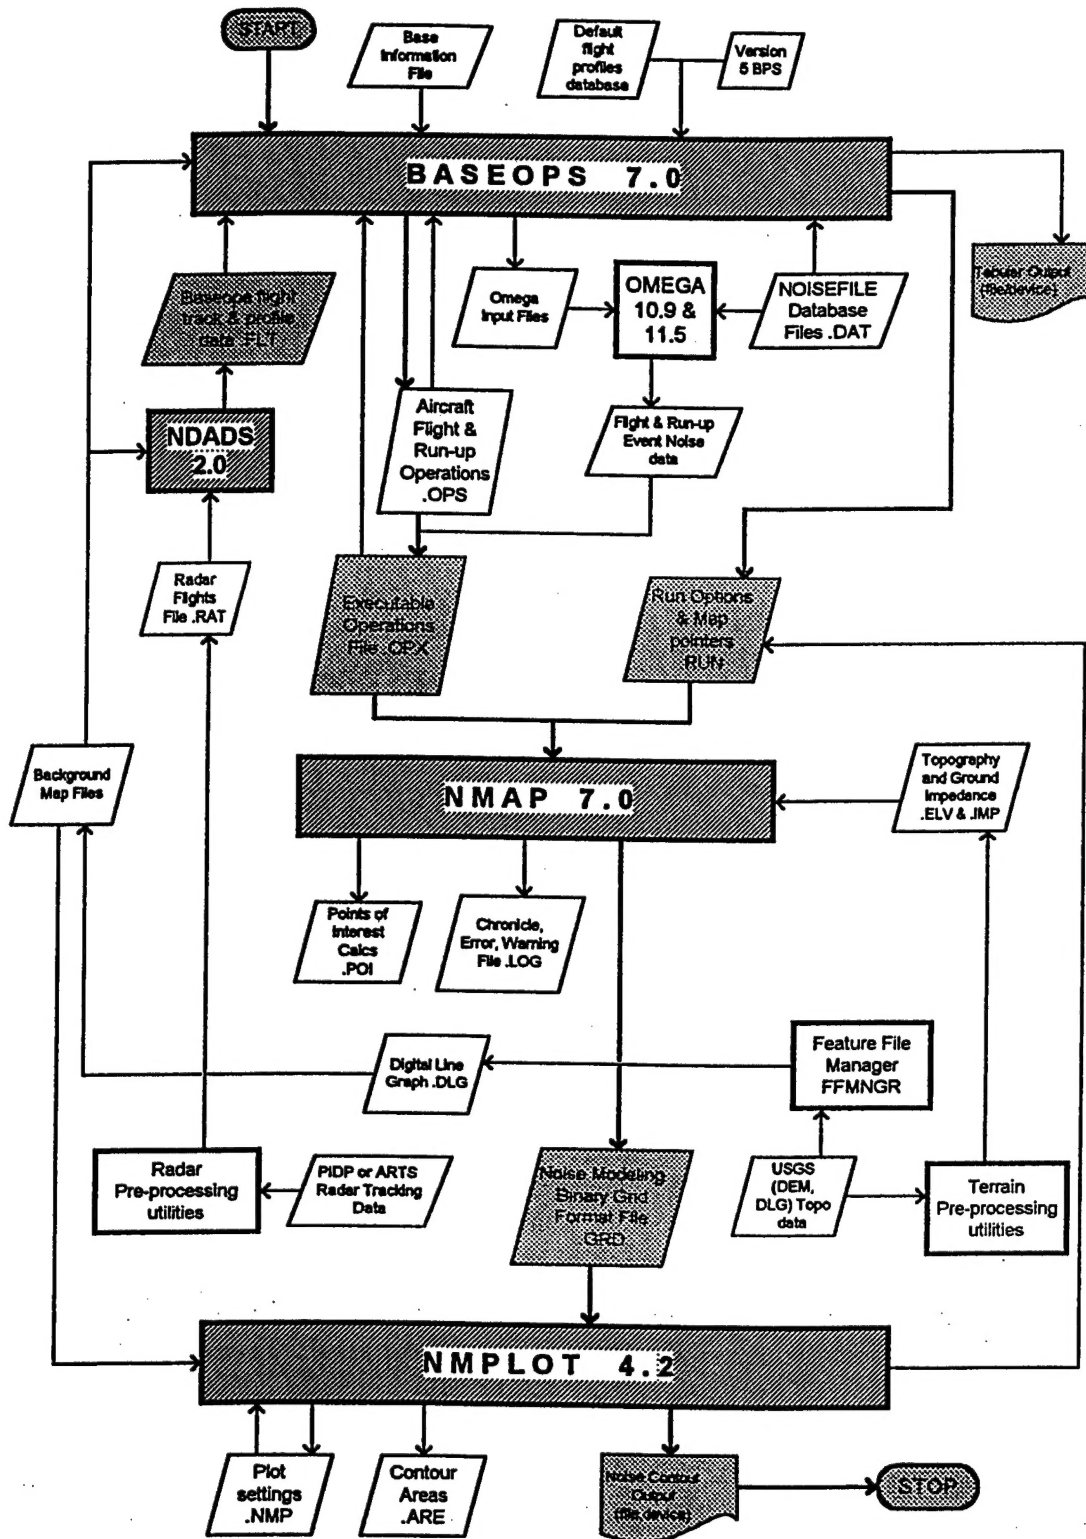 START
Base
Information
File
Default
flight
profiles
database
Version
5 BPS
BASEOPS 7.0
Baseops flight
track & profile
data .FLT
Omega
Input Files
OMEGA
10.9 &
11.5
NOISEFILE
Database
Files .DAT
Tabular Output
(file/device)
NDADS
2.0
Aircraft
Flight &
Run-up
Operations
.OPS
Flight & Run-up
Event Noise
data
Radar
Flights
File .RAT
Executable
Operations
File .OPX
Run Options
& Map
pointers
RUN
Background
Map Files
NMAP 7.0
Topography
and Ground
Impedance
.ELV & .IMP
Points of
Interest
Calcs
.POI
Chronicle,
Error, Warning
File .LOG
Digital Line
Graph .DLG
Feature File
Manager
FFMNGR
Radar
Pre-processing
utilities
PIDP or ARTS
Radar Tracking
Data
Noise Modeling
Binary Grid
Format File
GRD
USGS
(DEM,
DLG) Topo
data
Terrain
Pre-processing
utilities
NMPLOT 4.2
Plot
settings
.NMP
Contour
Areas
.ARE
Noise Contour
Output
(file device)
STOP